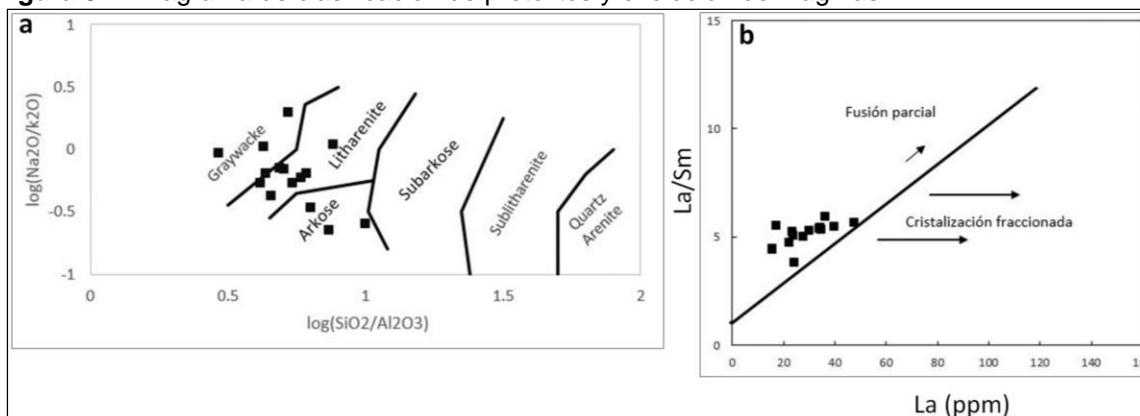 a
log(Na2O/k2O)
1
0.5
0
-0.5
-1
Graywacke
Litharenite
Arkose
Subarkose
Sublitharenite
Quartz
Arenite
0
0.5
1
1.5
2
log(SiO2/Al2O3)
b
La/Sm
15
10
5
0
Fusión parcial
Cristalización fraccionada
0
20
40
60
80
100
120
140
La (ppm)